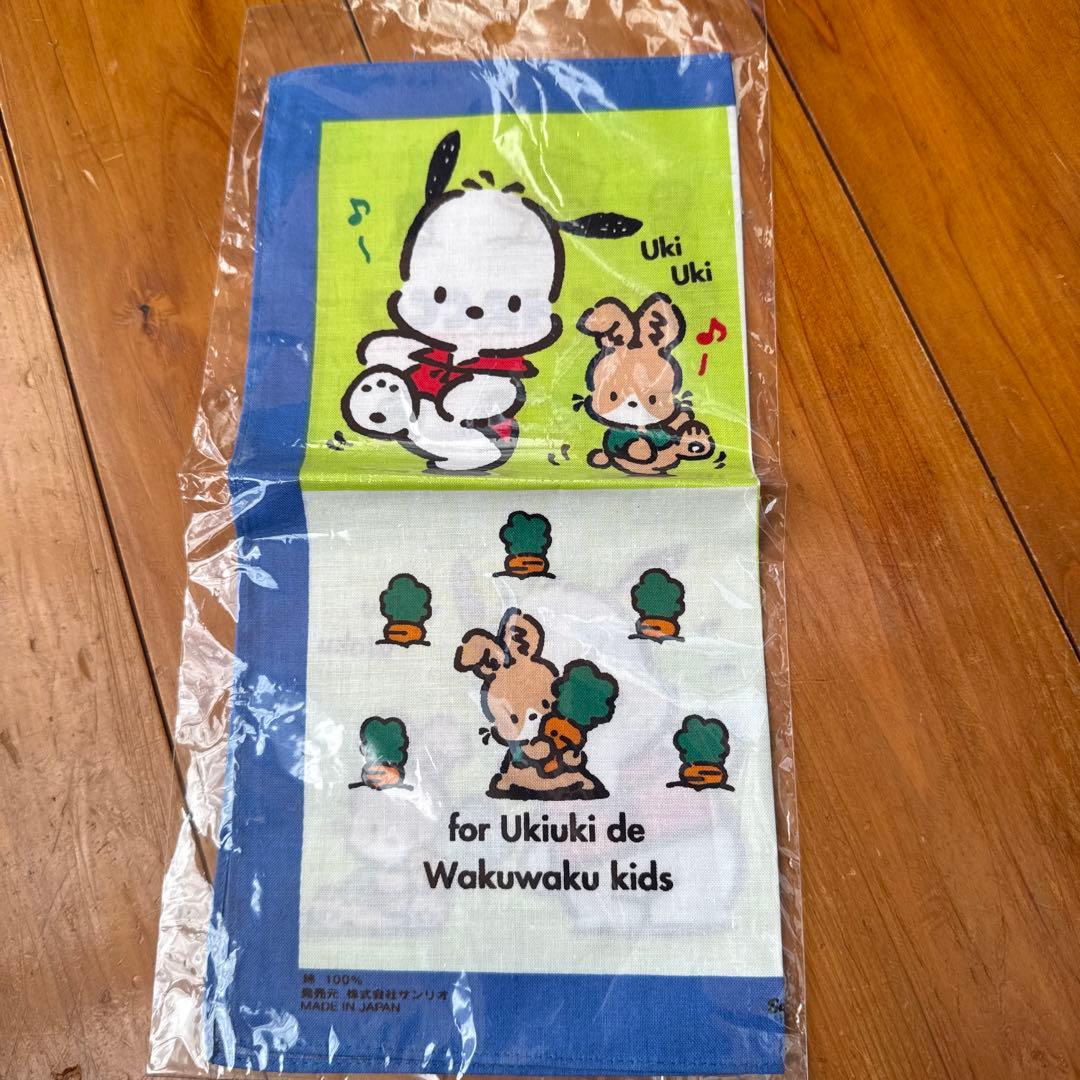 Uki
Uki
for Ukiuki de
Wakuwaku kids
綿 100%
発売元 株式会社サンリオ
MADE IN JAPAN